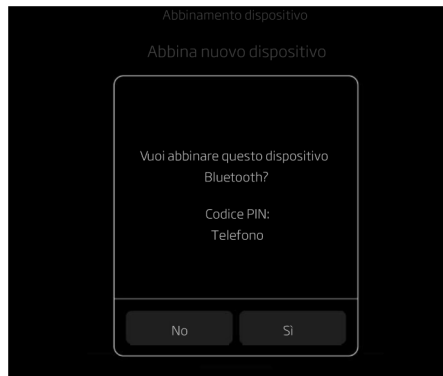 Abbinamento dispositivo
Abbina nuovo dispositivo
Vuoi abbinare questo dispositivo
Bluetooth?
Codice PIN:
Telefono
No
Sì